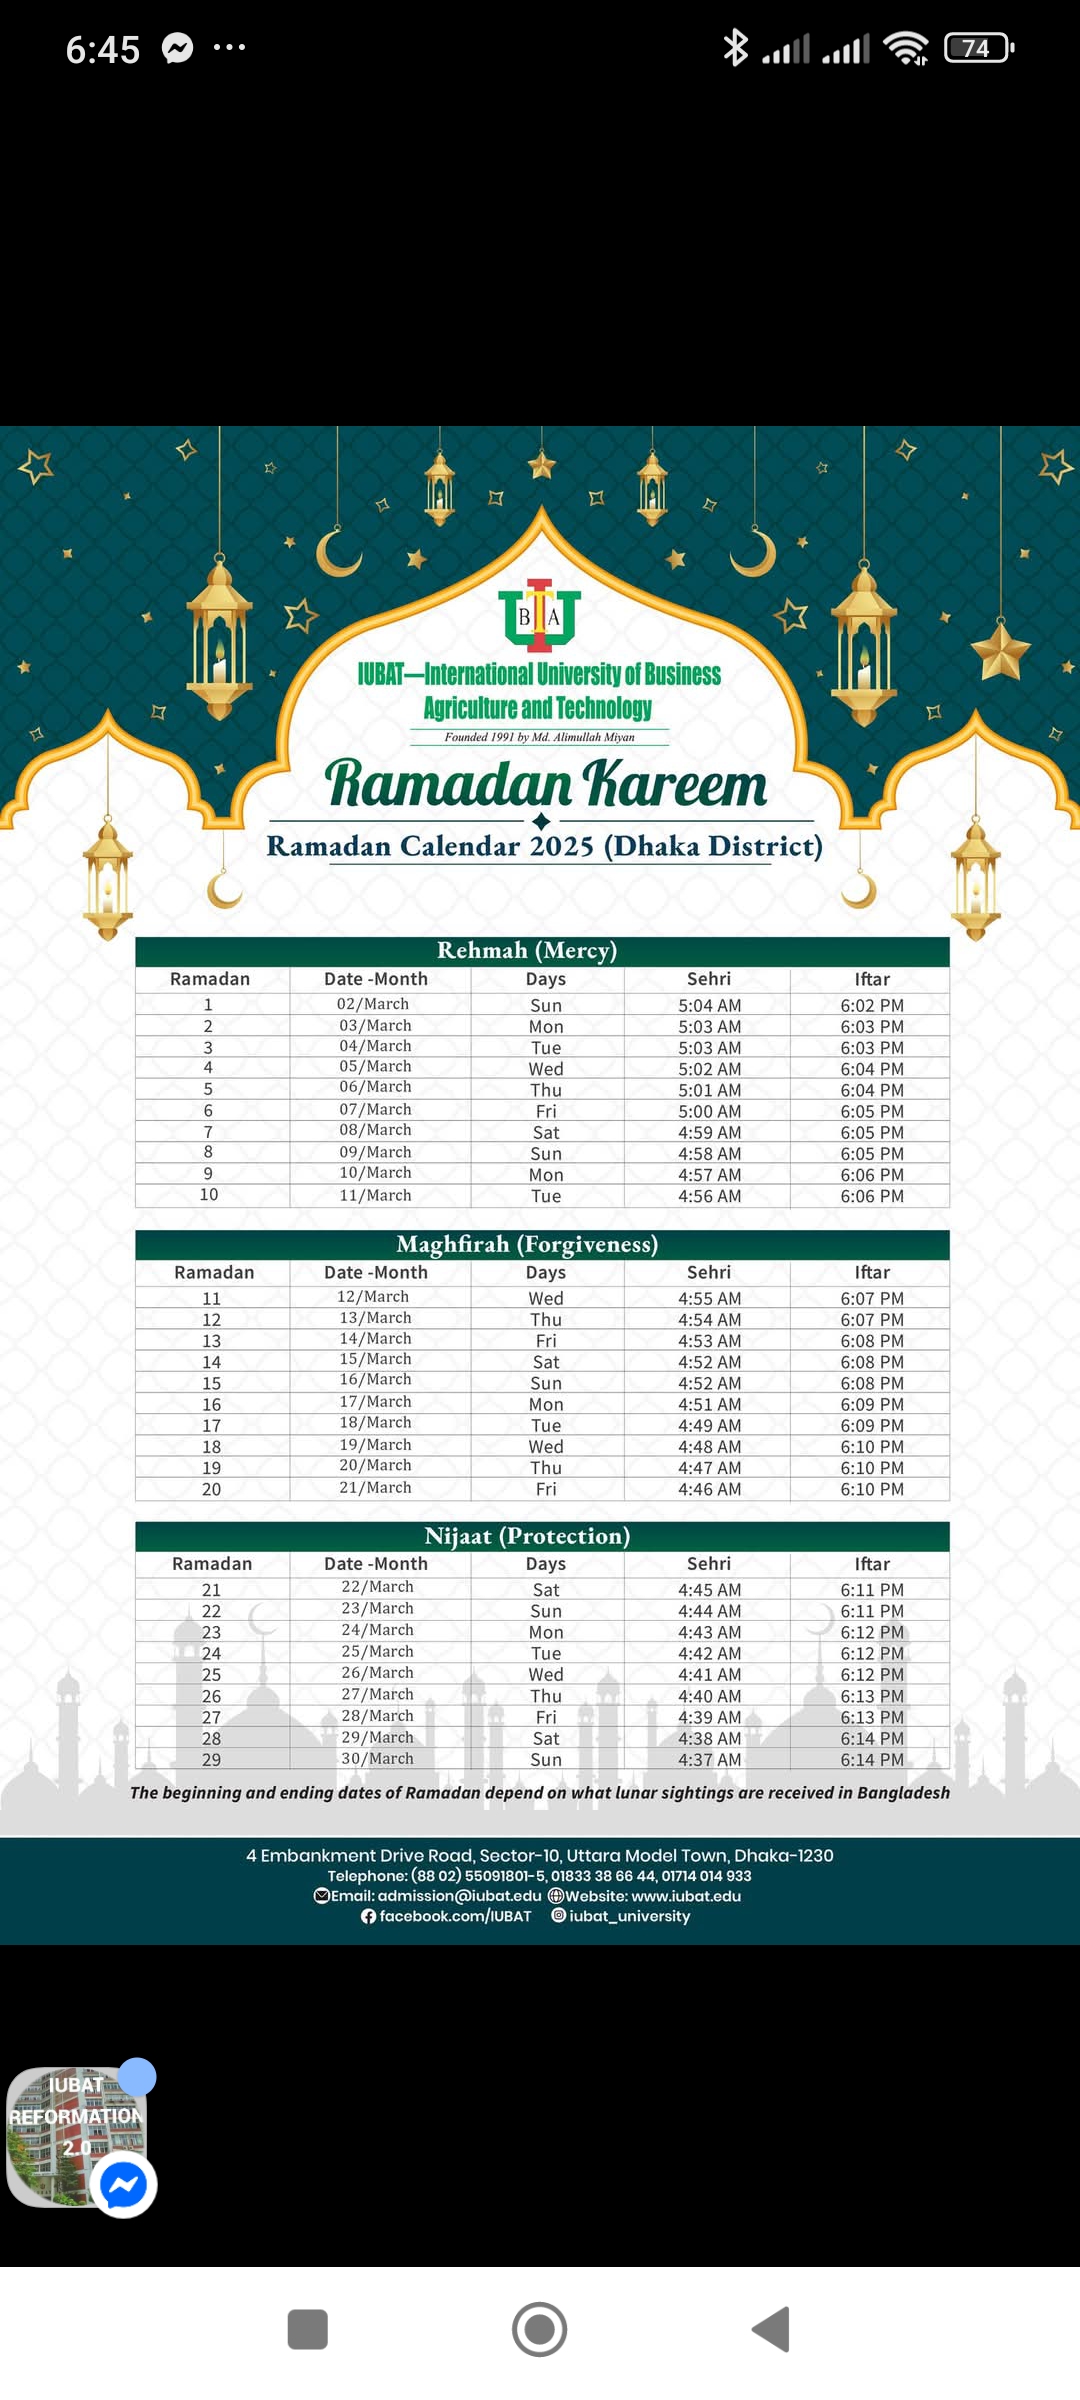 6:45
74
B I A
IUBAT—International University of Business
Agriculture and Technology
Founded 1991 by Md. Alimullah Miyan
Ramadan Kareem
Ramadan Calendar 2025 (Dhaka District)
Rehmah (Mercy)
Ramadan Date -Month Days Sehri Iftar
1 02/March Sun 5:04 AM 6:02 PM
2 03/March Mon 5:03 AM 6:03 PM
3 04/March Tue 5:03 AM 6:03 PM
4 05/March Wed 5:02 AM 6:04 PM
5 06/March Thu 5:01 AM 6:04 PM
6 07/March Fri 5:00 AM 6:05 PM
7 08/March Sat 4:59 AM 6:05 PM
8 09/March Sun 4:58 AM 6:05 PM
9 10/March Mon 4:57 AM 6:06 PM
10 11/March Tue 4:56 AM 6:06 PM
Maghfirah (Forgiveness)
Ramadan Date -Month Days Sehri Iftar
11 12/March Wed 4:55 AM 6:07 PM
12 13/March Thu 4:54 AM 6:07 PM
13 14/March Fri 4:53 AM 6:08 PM
14 15/March Sat 4:52 AM 6:08 PM
15 16/March Sun 4:52 AM 6:08 PM
16 17/March Mon 4:51 AM 6:09 PM
17 18/March Tue 4:49 AM 6:09 PM
18 19/March Wed 4:48 AM 6:10 PM
19 20/March Thu 4:47 AM 6:10 PM
20 21/March Fri 4:46 AM 6:10 PM
Nijaat (Protection)
Ramadan Date -Month Days Sehri Iftar
21 22/March Sat 4:45 AM 6:11 PM
22 23/March Sun 4:44 AM 6:11 PM
23 24/March Mon 4:43 AM 6:12 PM
24 25/March Tue 4:42 AM 6:12 PM
25 26/March Wed 4:41 AM 6:12 PM
26 27/March Thu 4:40 AM 6:13 PM
27 28/March Fri 4:39 AM 6:13 PM
28 29/March Sat 4:38 AM 6:14 PM
29 30/March Sun 4:37 AM 6:14 PM
The beginning and ending dates of Ramadan depend on what lunar sightings are received in Bangladesh
4 Embankment Drive Road, Sector-10, Uttara Model Town, Dhaka-1230
Telephone: (88 02) 55091801-5, 01833 38 66 44, 01714 014 933
Email: admission@iubat.edu Website: www.iubat.edu
facebook.com/IUBAT iubat_university
IUBAT
REFORMATION
2.0